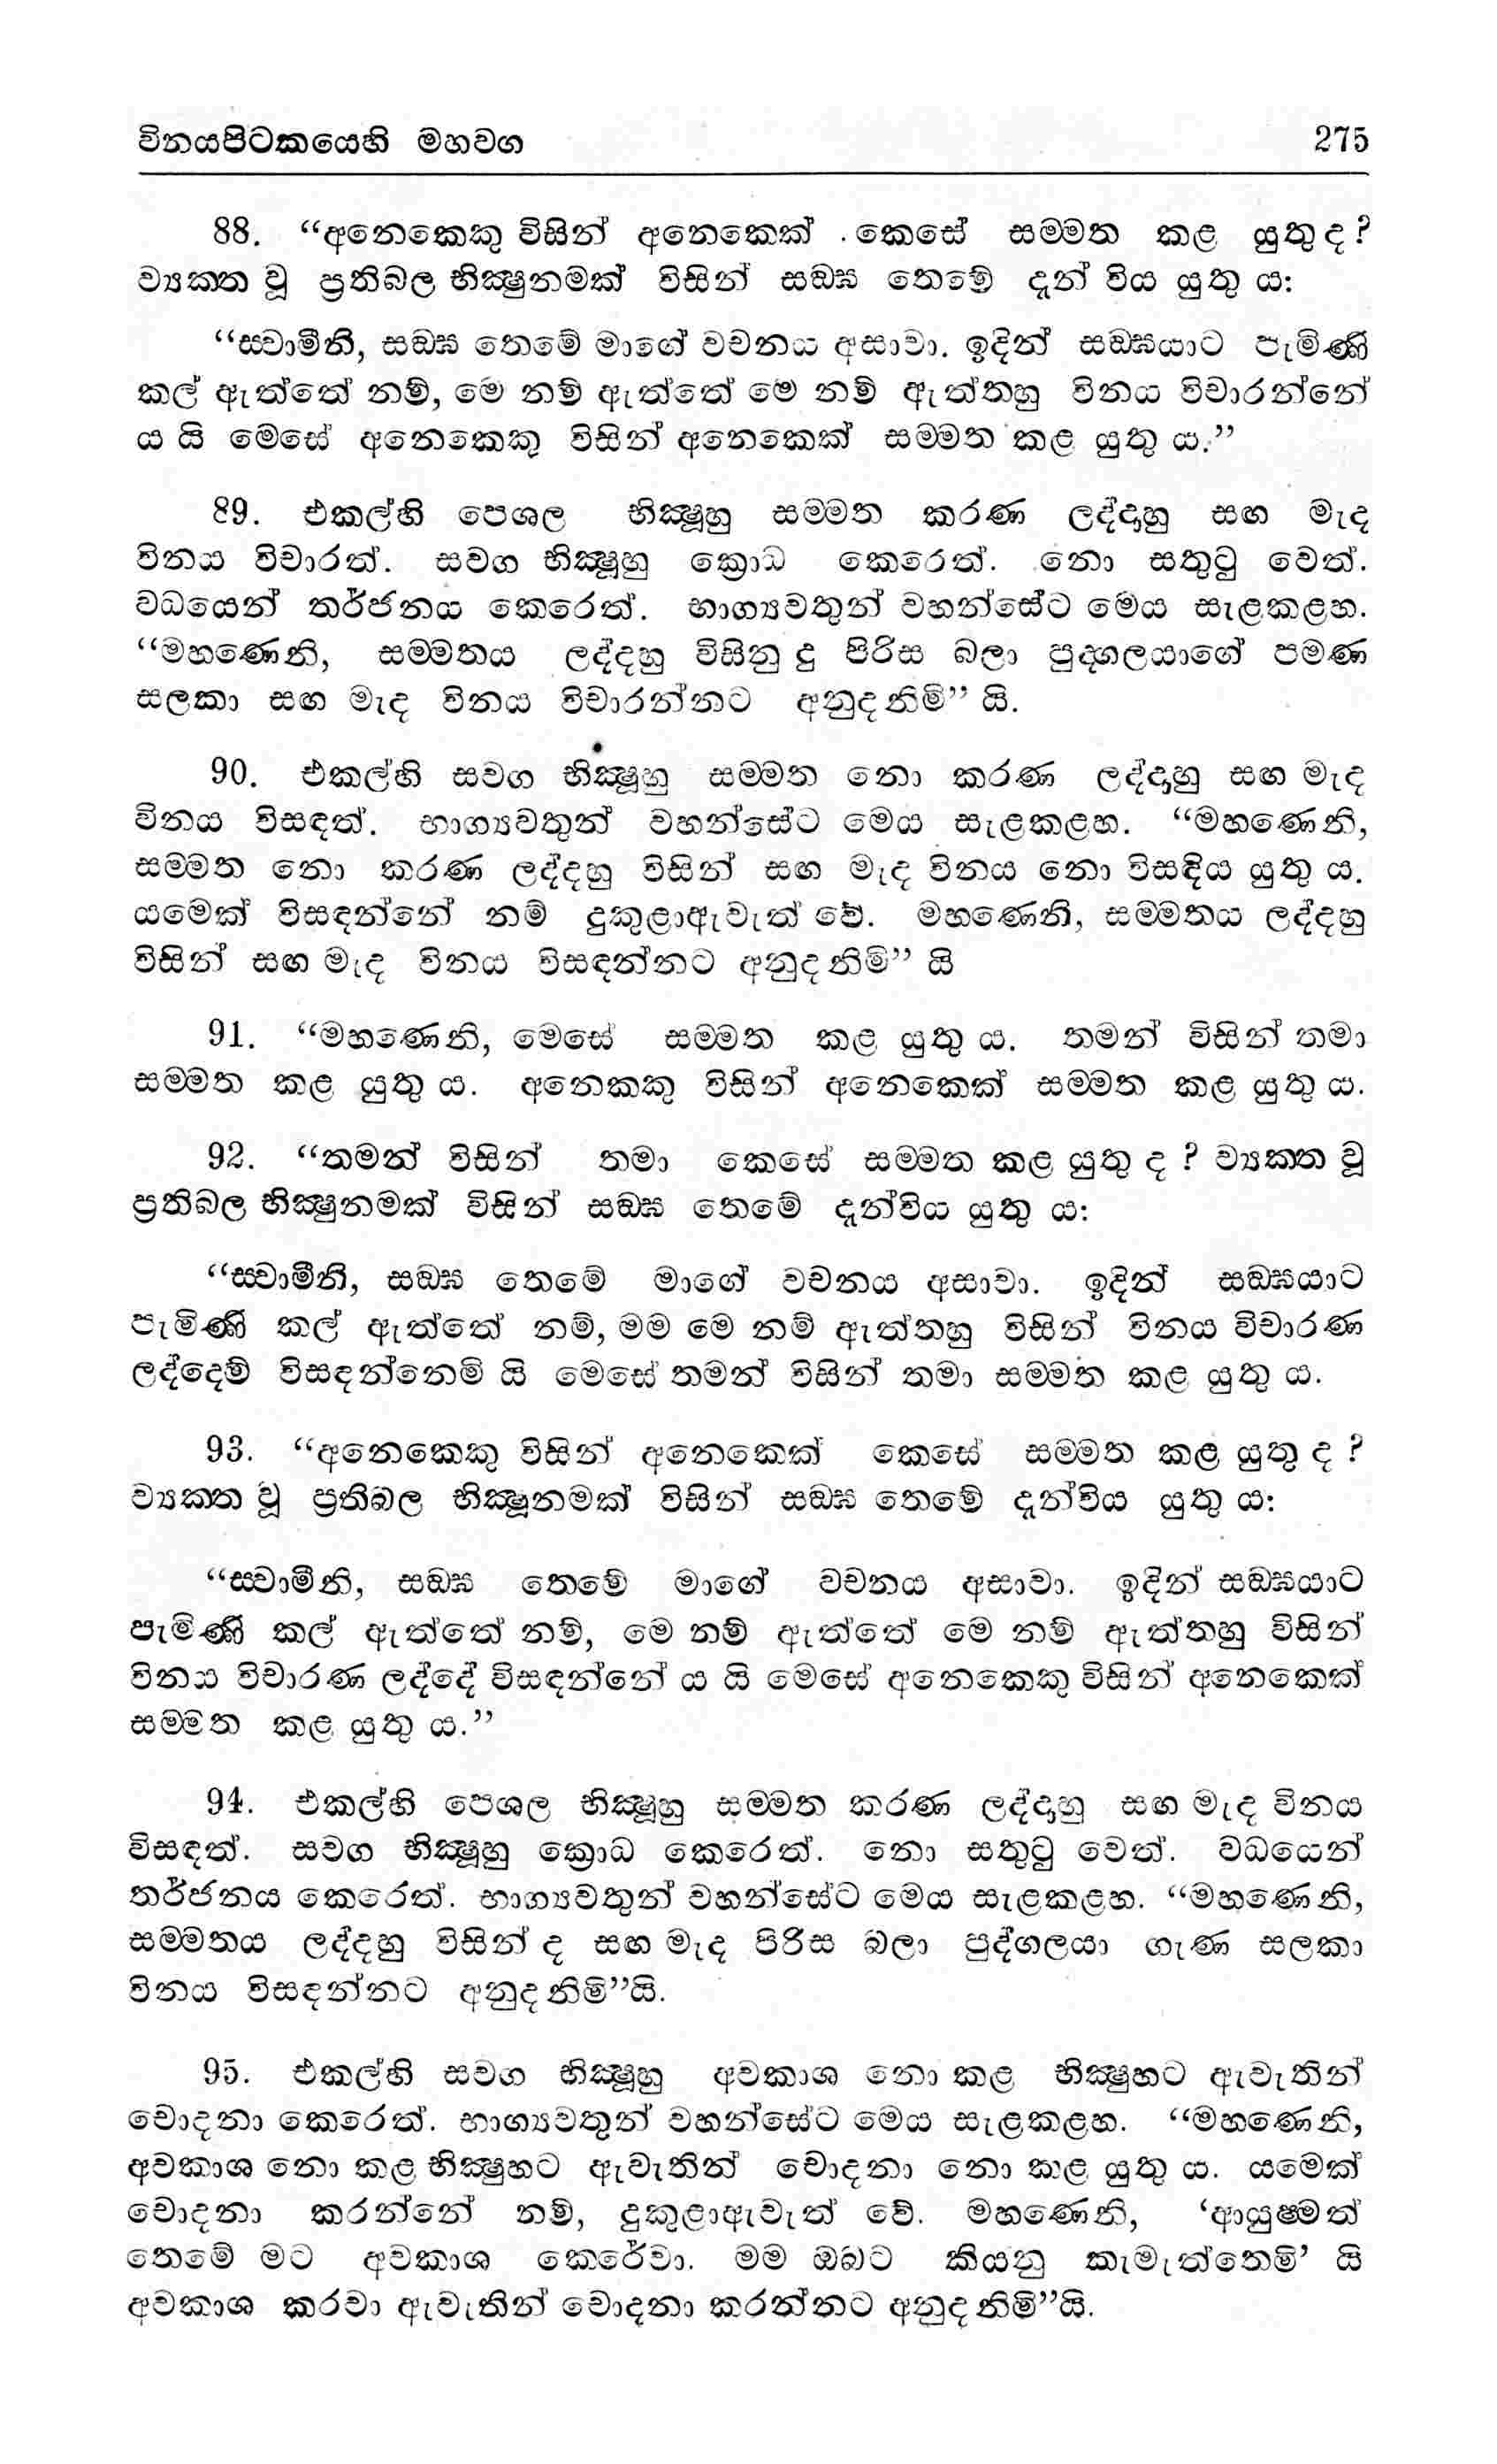 විනයපිටකයෙහි මහවග 275
88. “අනෙකෙකු විසින් අනෙකෙක් කෙසේ සම්මත කළ යුතු ද?
ව්‍යක්ත වූ ප්‍රතිබල භික්ෂුනමක් විසින් සඞ්ඝ තෙමේ දැන් විය යුතු ය:
“ස්වාමීනි, සඞ්ඝ තෙමේ මාගේ වචනය අසාවා. ඉදින් සඞ්ඝයාට පැමිණි
කල් ඇත්තේ නම්, මෙ නම් ඇත්තේ මෙ නම් ඇත්තහු විනය විචාරන්නේ
ය යි මෙසේ අනෙකෙකු විසින් අනෙකෙක් සම්මත කළ යුතු ය.”
89. එකල්හි පෙශල භික්ෂූහු සම්මත කරණ ලද්දාහු සඟ මැද
විනය විචාරත්. සවග භික්ෂූහු ක්‍රොධ කෙරෙත්. නො සතුටු වෙත්.
වධයෙන් තර්ජනය කෙරෙත්. භාග්‍යවතුන් වහන්සේට මෙය සැළකළහ.
“මහණෙනි, සම්මතය ලද්දහු විසිනු දු පිරිස බලා පුද්ගලයාගේ පමණ
සලකා සඟ මැද විනය විචාරන්නට අනුදනිමි” යි.
90. එකල්හි සවග භික්ෂූහු සම්මත නො කරණ ලද්දාහු සඟ මැද
විනය විසඳත්. භාග්‍යවතුන් වහන්සේට මෙය සැළකළහ. “මහණෙනි,
සම්මත නො කරණ ලද්දහු විසින් සඟ මැද විනය නො විසඳිය යුතු ය.
යමෙක් විසඳන්නේ නම් දුකුළාඇවැත් වේ. මහණෙනි, සම්මතය ලද්දහු
විසින් සඟ මැද විනය විසඳන්නට අනුදනිමි” යි
91. “මහණෙනි, මෙසේ සම්මත කළ යුතු ය. තමන් විසින් තමා
සම්මත කළ යුතු ය. අනෙකකු විසින් අනෙකෙක් සම්මත කළ යුතු ය.
92. “තමන් විසින් තමා කෙසේ සම්මත කළ යුතු ද? ව්‍යක්ත වූ
ප්‍රතිබල භික්ෂුනමක් විසින් සඞ්ඝ තෙමේ දැන්විය යුතු ය:
“ස්වාමීනි, සඞ්ඝ තෙමේ මාගේ වචනය අසාවා. ඉදින් සඞ්ඝයාට
පැමිණි කල් ඇත්තේ නම්, මම මෙ නම් ඇත්තහු විසින් විනය විචාරණ
ලද්දෙම් විසඳන්නෙමි යි මෙසේ තමන් විසින් තමා සම්මත කළ යුතු ය.
93. “අනෙකෙකු විසින් අනෙකෙක් කෙසේ සම්මත කළ යුතු ද?
ව්‍යක්ත වූ ප්‍රතිබල භික්ෂූනමක් විසින් සඞ්ඝ තෙමේ දැන්විය යුතු ය:
“ස්වාමීනි, සඞ්ඝ තෙමේ මාගේ වචනය අසාවා. ඉදින් සඞ්ඝයාට
පැමිණි කල් ඇත්තේ නම්, මෙ නම් ඇත්තේ මෙ නම් ඇත්තහු විසින්
විනය විචාරණ ලද්දේ විසඳන්නේ ය යි මෙසේ අනෙකෙකු විසින් අනෙකෙක්
සම්මත කළ යුතු ය.”
94. එකල්හි පෙශල භික්ෂූහු සම්මත කරණ ලද්දාහු සඟ මැද විනය
විසඳත්. සවග භික්ෂූහු ක්‍රොධ කෙරෙත්. නො සතුටු වෙත්. වධයෙන්
තර්ජනය කෙරෙත්. භාග්‍යවතුන් වහන්සේට මෙය සැළකළහ. “මහණෙනි,
සම්මතය ලද්දහු විසින් ද සඟ මැද පිරිස බලා පුද්ගලයා ගැණ සලකා
විනය විසඳන්නට අනුදනිමි”යි.
95. එකල්හි සවග භික්ෂූහු අවකාශ නො කළ භික්ෂුහට ඇවැතින්
චොදනා කෙරෙත්. භාග්‍යවතුන් වහන්සේට මෙය සැළකළහ. “මහණෙනි,
අවකාශ නො කළ භික්ෂුහට ඇවැතින් චොදනා නො කළ යුතු ය. යමෙක්
චොදනා කරන්නේ නම්, දුකුළාඇවැත් වේ. මහණෙනි, ‘ආයුෂ්මත්
තෙමේ මට අවකාශ කෙරේවා. මම ඔබට කියනු කැමැත්තෙමි’ යි
අවකාශ කරවා ඇවැතින් චොදනා කරන්නට අනුදනිමි”යි.